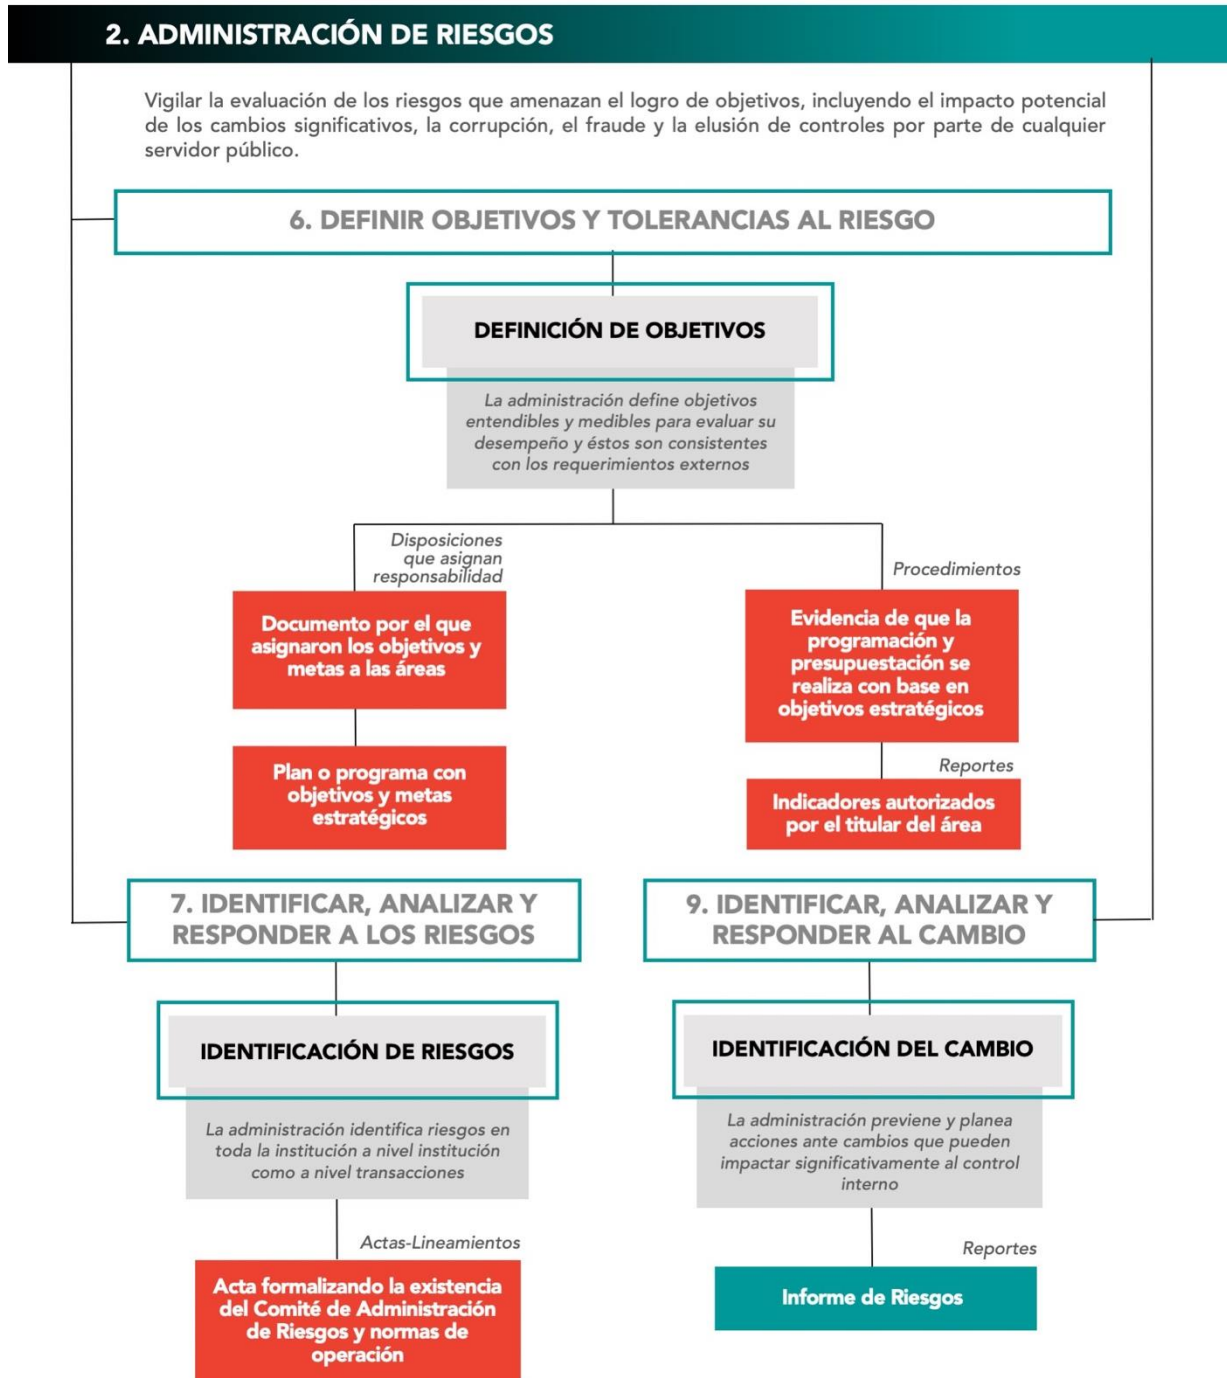 2. ADMINISTRACIÓN DE RIESGOS
Vigilar la evaluación de los riesgos que amenazan el logro de objetivos, incluyendo el impacto potencial
de los cambios significativos, la corrupción, el fraude y la elusión de controles por parte de cualquier
servidor público.
6. DEFINIR OBJETIVOS Y TOLERANCIAS AL RIESGO
DEFINICIÓN DE OBJETIVOS
La administración define objetivos
entendibles y medibles para evaluar su
desempeño y éstos son consistentes
con los requerimientos externos
Disposiciones
que asignan
responsabilidad
Documento por el que
asignaron los objetivos y
metas a las áreas
Plan o programa con
objetivos y metas
estratégicos
Procedimientos
Evidencia de que la
programación y
presupuestación se
realiza con base en
objetivos estratégicos
Reportes
Indicadores autorizados
por el titular del área
7. IDENTIFICAR, ANALIZAR Y
RESPONDER A LOS RIESGOS
IDENTIFICACIÓN DE RIESGOS
La administración identifica riesgos en
toda la institución a nivel institución
como a nivel transacciones
Actas-Lineamientos
Acta formalizando la existencia
del Comité de Administración
de Riesgos y normas de
operación
9. IDENTIFICAR, ANALIZAR Y
RESPONDER AL CAMBIO
IDENTIFICACIÓN DEL CAMBIO
La administración previene y planea
acciones ante cambios que pueden
impactar significativamente al control
interno
Reportes
Informe de Riesgos